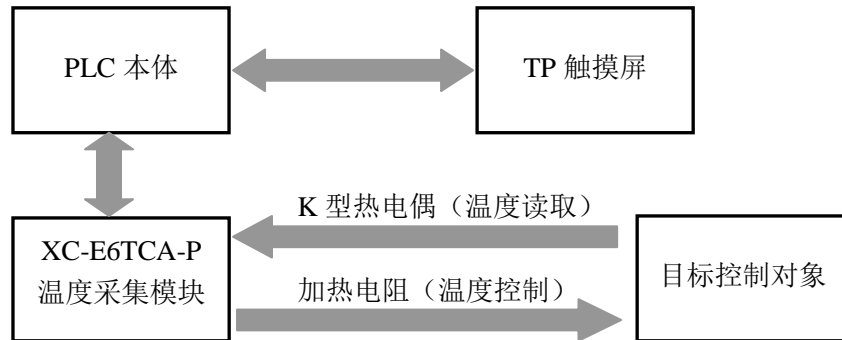 PLC 本体
TP 触摸屏
K 型热电偶（温度读取）
XC-E6TCA-P
温度采集模块
目标控制对象
加热电阻（温度控制）